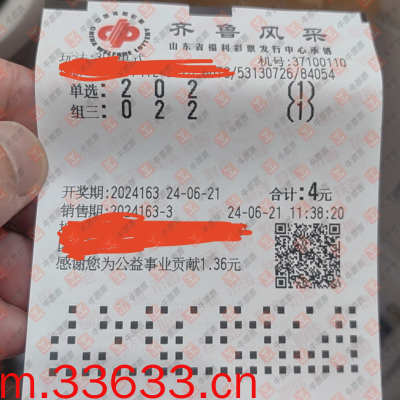 齐鲁风采
山东省福利彩票发行中心承销
机号:37100110
/53130726/84054
单选: 2 0 2 (1)
组三: 0 2 2 (1)
开奖期:2024163 24-06-21 合计:4元
销售期:2024163-3 24-06-21 11:38:20
感谢您为公益事业贡献1.36元
m.33633.cn